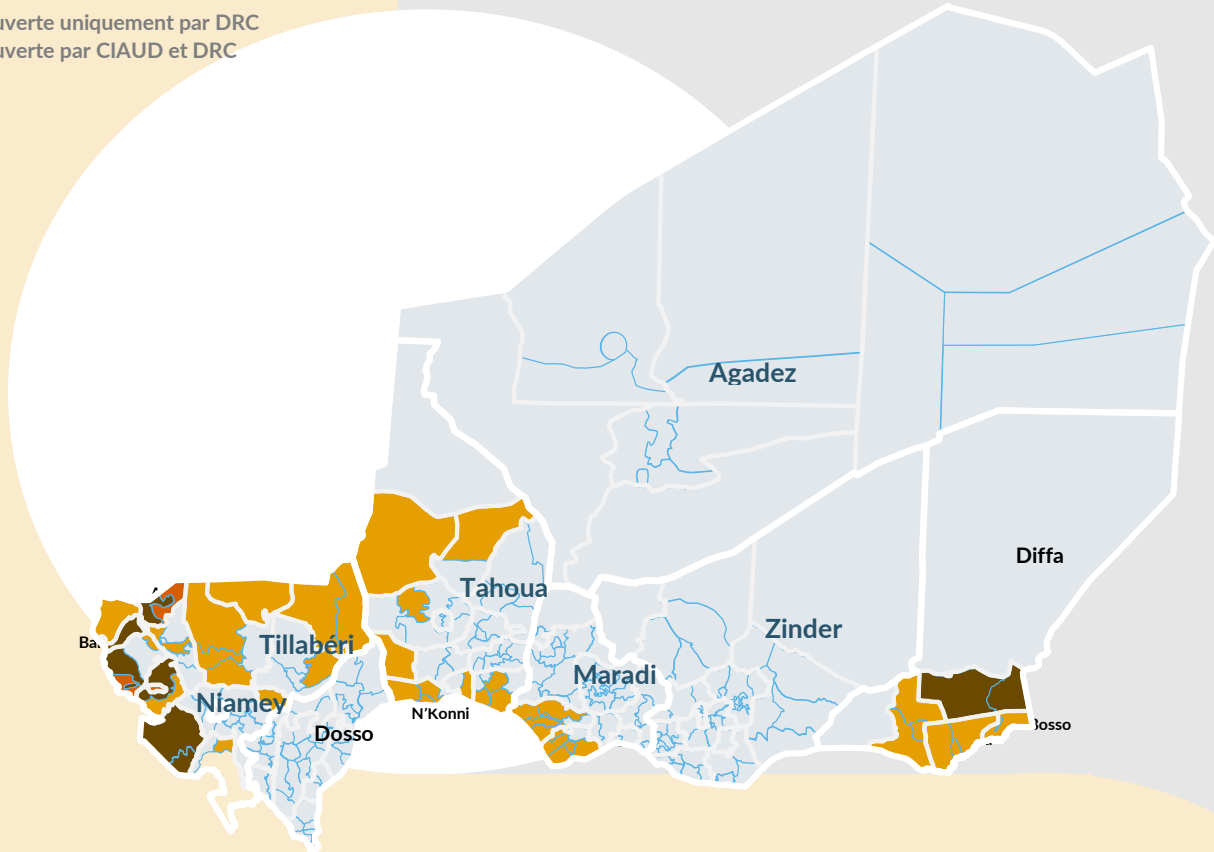 uverte uniquement par DRC
uverte par CIAUD et DRC
Agadez
Diffa
Tahoua
Zinder
Tillabéri
Maradi
Niamey
N'Konni
Dosso
Bosso